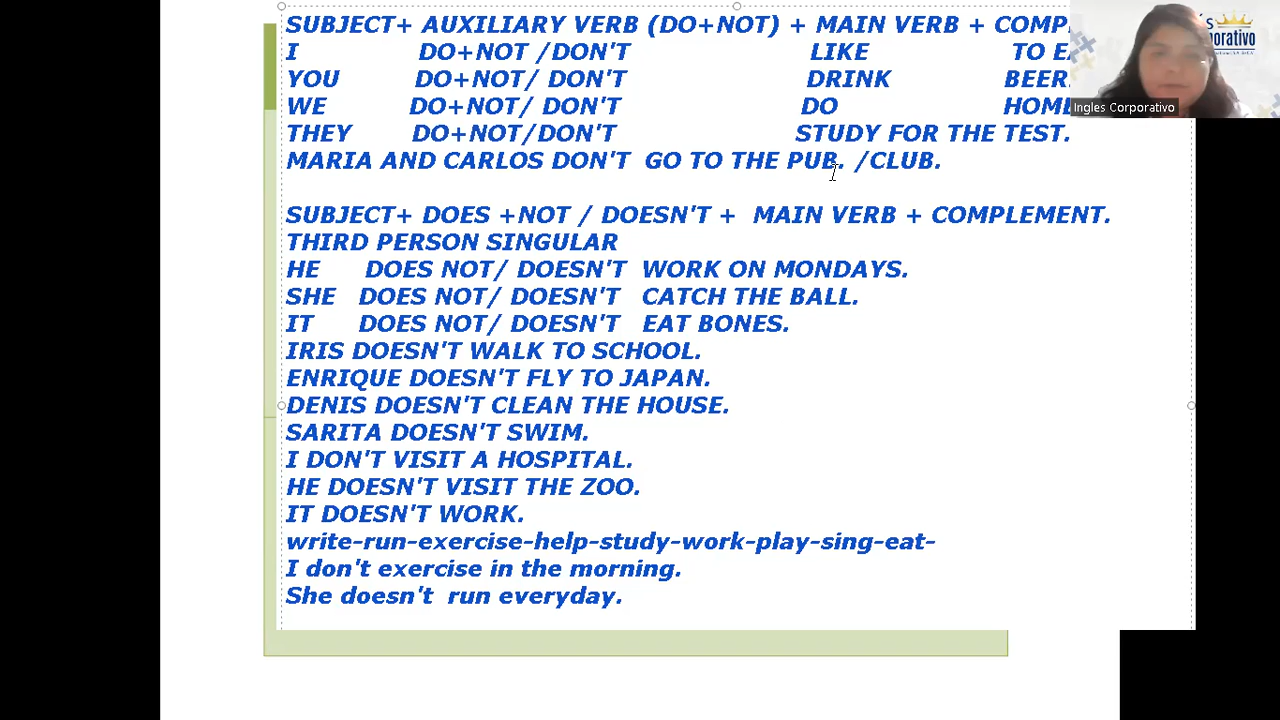 SUBJECT+ AUXILIARY VERB (DO+NOT) + MAIN VERB +
I DO+NOT /DON'T LIKE TO
YOU DO+NOT/ DON'T DRINK BEER.
WE DO+NOT/ DON'T DO
THEY DO+NOT/DON'T STUDY FOR THE TEST.
MARIA AND CARLOS DON'T GO TO THE PUB. /CLUB.
SUBJECT+ DOES +NOT / DOESN'T + MAIN VERB + COMPLEMENT.
THIRD PERSON SINGULAR
HE DOES NOT/ DOESN'T WORK ON MONDAYS.
SHE DOES NOT/ DOESN'T CATCH THE BALL.
IT DOES NOT/ DOESN'T EAT BONES.
IRIS DOESN'T WALK TO SCHOOL.
ENRIQUE DOESN'T FLY TO JAPAN.
DENIS DOESN'T CLEAN THE HOUSE.
SARITA DOESN'T SWIM.
I DON'T VISIT A HOSPITAL.
HE DOESN'T VISIT THE ZOO.
IT DOESN'T WORK.
write-run-exercise-help-study-work-play-sing-eat-
I don't exercise in the morning.
She doesn't run everyday.
Ingles Corporativo